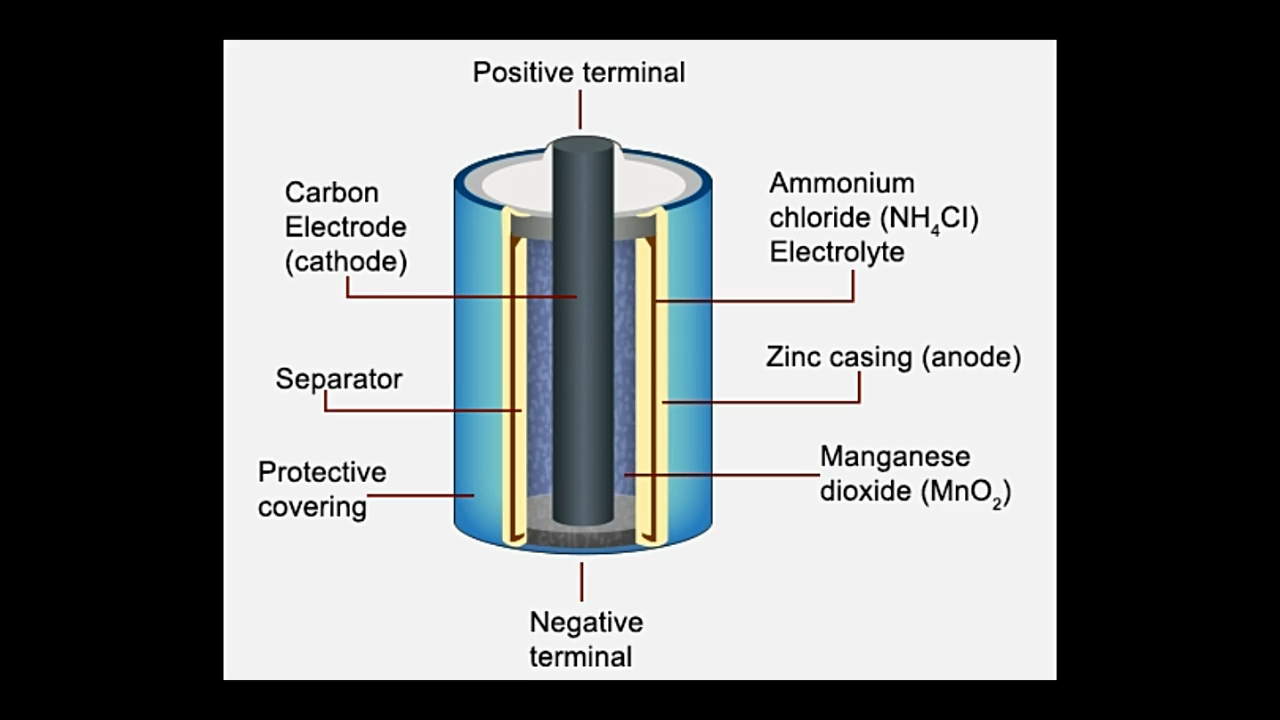 Positive terminal
Carbon
Electrode
(cathode)
Ammonium
chloride (NH₄Cl)
Electrolyte
Separator
Zinc casing (anode)
Protective
covering
Manganese
dioxide (MnO₂)
Negative
terminal